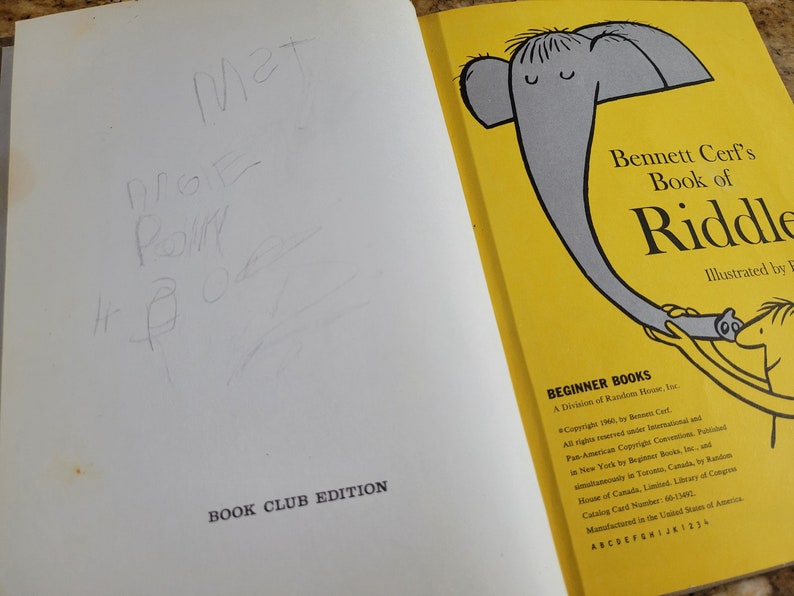 ANGIE
BOOK CLUB EDITION
Bennett Cerf's
Book of
Riddle
Illustrated by
BEGINNER BOOKS
A Division of Random House, Inc.
©Copyright 1960, by Bennett Cerf.
All rights reserved under International and
Pan-American Copyright Conventions. Published
in New York by Beginner Books, Inc., and
simultaneously in Toronto, Canada, by Random
House of Canada, Limited. Library of Congress
Catalog Card Number: 60-13492.
Manufactured in the United States of America.
A B C D E F G H I J K 1 2 3 4